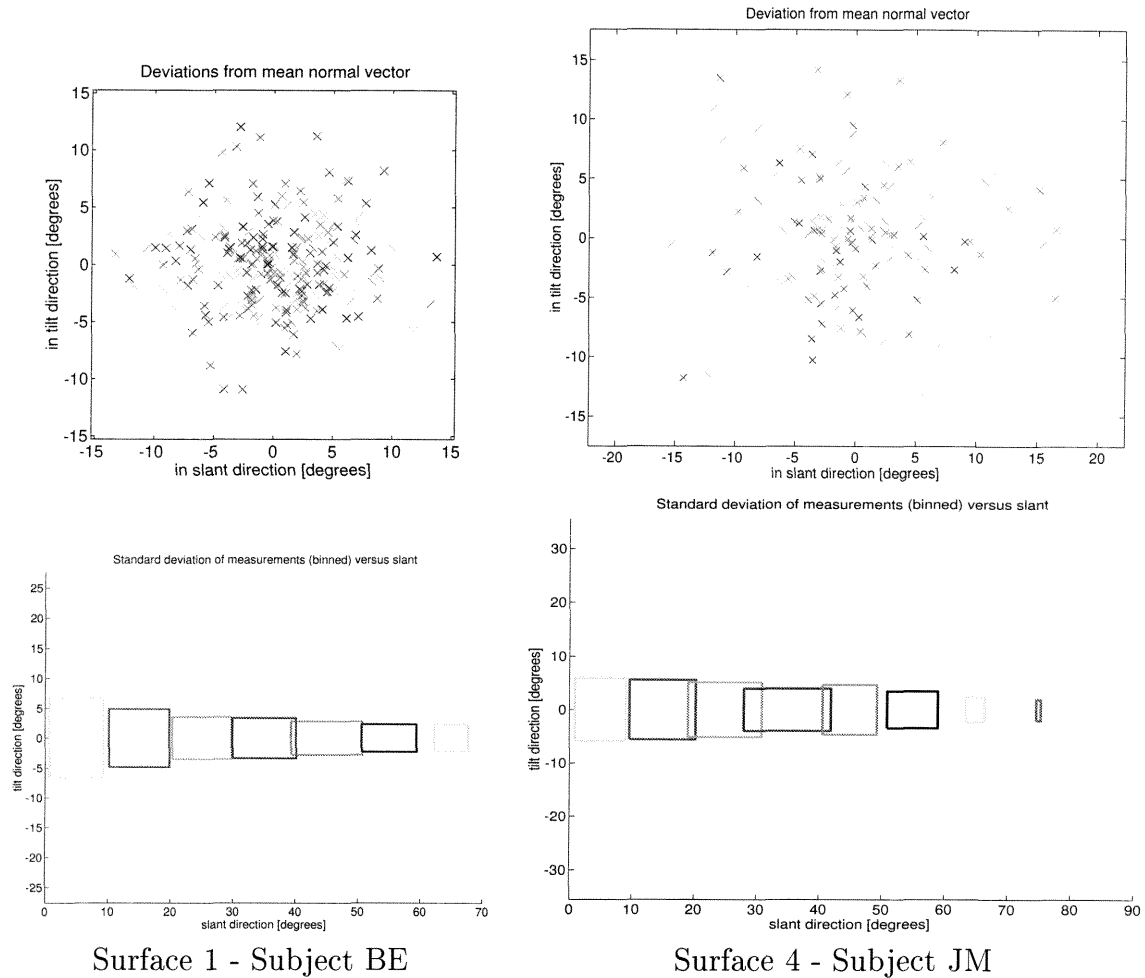 Deviations from mean normal vector
15
10
5
0
-5
-10
-15
in tilt direction [degrees]
-15 -10 -5 0 5 10 15
in slant direction [degrees]
Deviation from mean normal vector
15
10
5
0
-5
-10
-15
in tilt direction [degrees]
-20 -15 -10 -5 0 5 10 15 20
in slant direction [degrees]
Standard deviation of measurements (binned) versus slant
25
20
15
10
5
0
-5
-10
-15
-20
-25
tilt direction [degrees]
0 10 20 30 40 50 60 70
slant direction [degrees]
Surface 1 - Subject BE
Standard deviation of measurements (binned) versus slant
30
20
10
0
-10
-20
-30
tilt direction [degrees]
0 10 20 30 40 50 60 70 80 90
slant direction [degrees]
Surface 4 - Subject JM